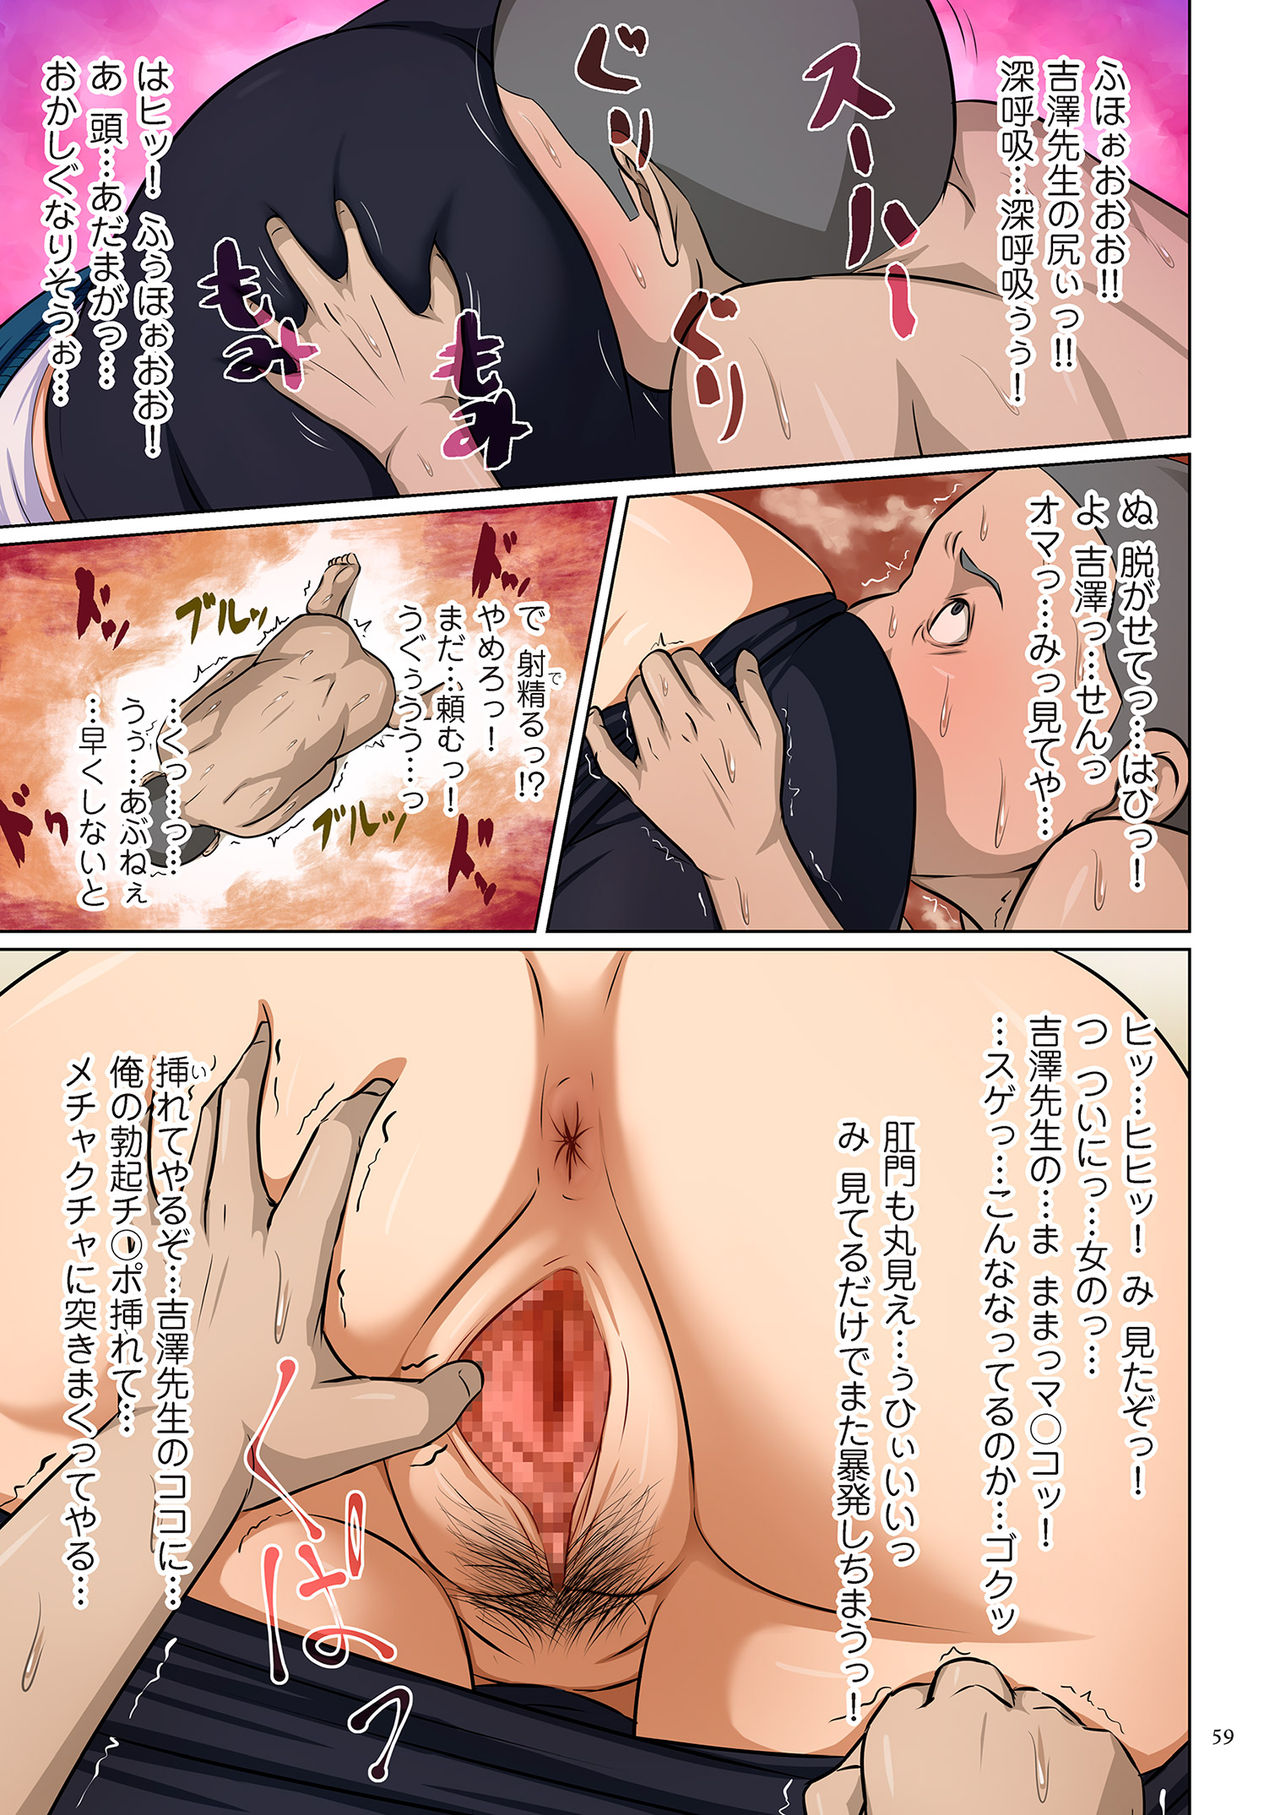 ふほぉおおお!!
吉澤先生の尻ぃっ!!
深呼吸…深呼吸ぅぅ！
スーハー
ぐりぐり
もみ
もみ
はヒッ！ ふぅほぉおお！
あ 頭…あだまがっ…
おかしぐなりそうぉ…
ぬ 脱がせてっ…はひっ！
よ 吉澤っ…せんっ
オマっ…みっ見てや…
で 射精るっ!?
やめろっ！
まだ…頼むっ！
うぐぅううう…っ
ドッ
ドクッ
ブルッ
ドッ
ブルッ
ドクッ
…くっ…っ…
うぅ…あぶねぇ
…早くしないと
ヒッ…ヒヒッ！ み 見たぞっ！
つ ついにっ…女のっ…
吉澤先生の…ま ままっマ〇コッ！
…スゲっ…こんななってるのか…ゴクッ
肛門も丸見え…ぅひぃいいっ
み 見てるだけでまた暴発しちまうっ！
挿れてやるぞ…吉澤先生のココに…
俺の勃起チ〇ポ挿れて…
メチャクチャに突きまくってやる…
くぱっ
59